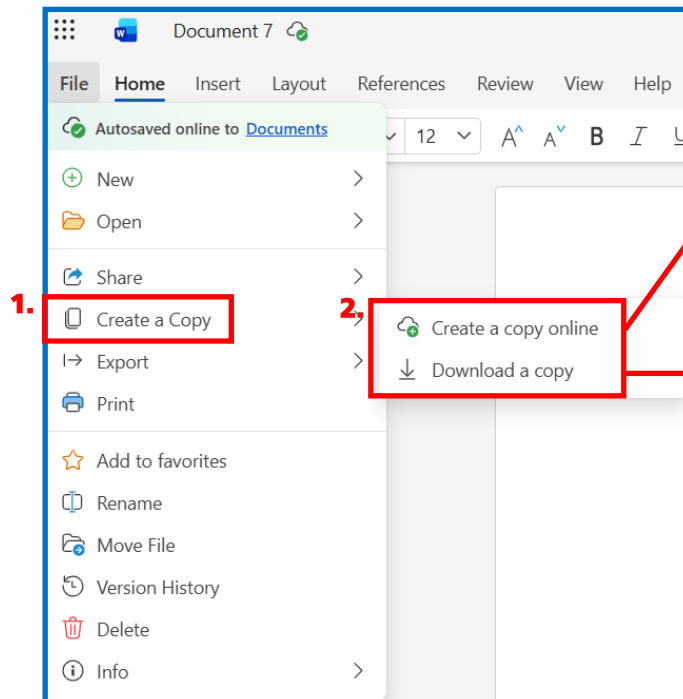 Document 7
File Home Insert Layout References Review View Help
Autosaved online to Documents
12 A A B I U
New
Open
Share
1. Create a Copy
2. Create a copy online
Export
Download a copy
Print
Add to favorites
Rename
Move File
Version History
Delete
Info